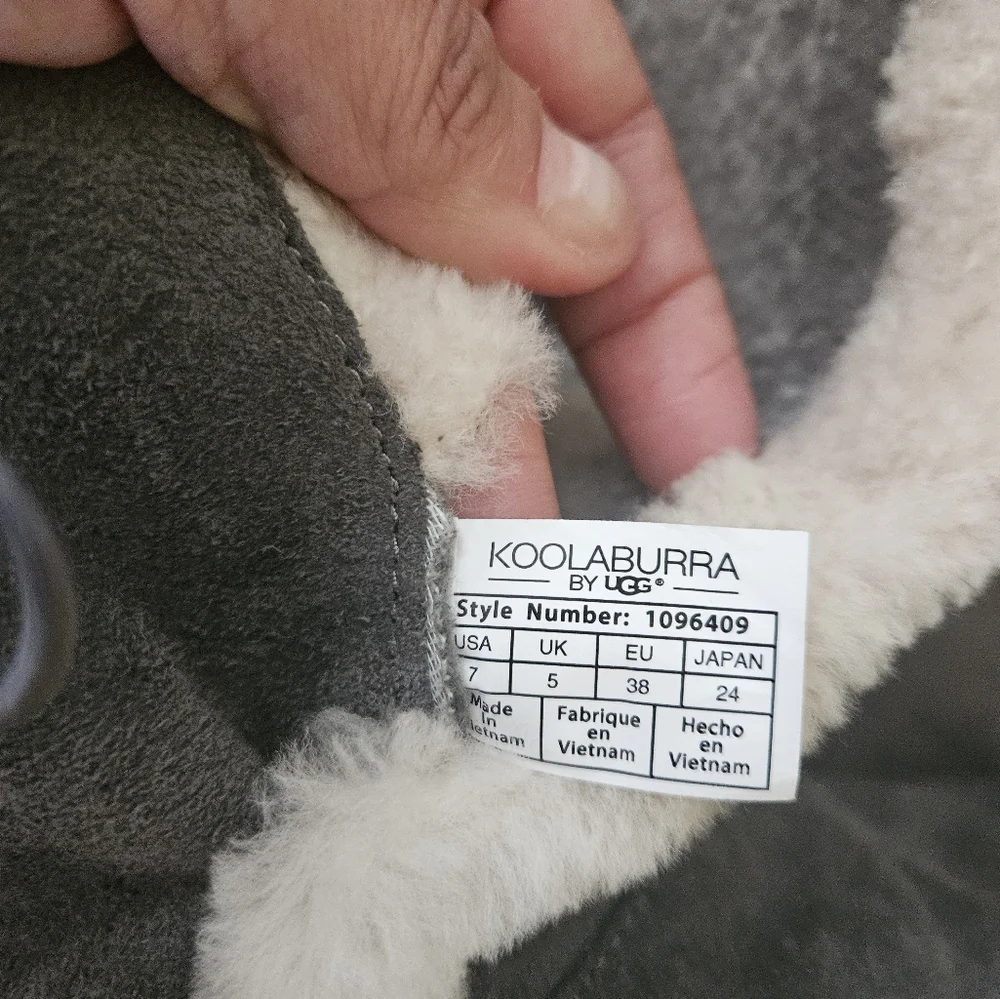 KOOLABURRA
BY UGG®
Style Number: 1096409
USA UK EU JAPAN
7 5 38 24
Made Fabrique Hecho
in en en
Vietnam Vietnam